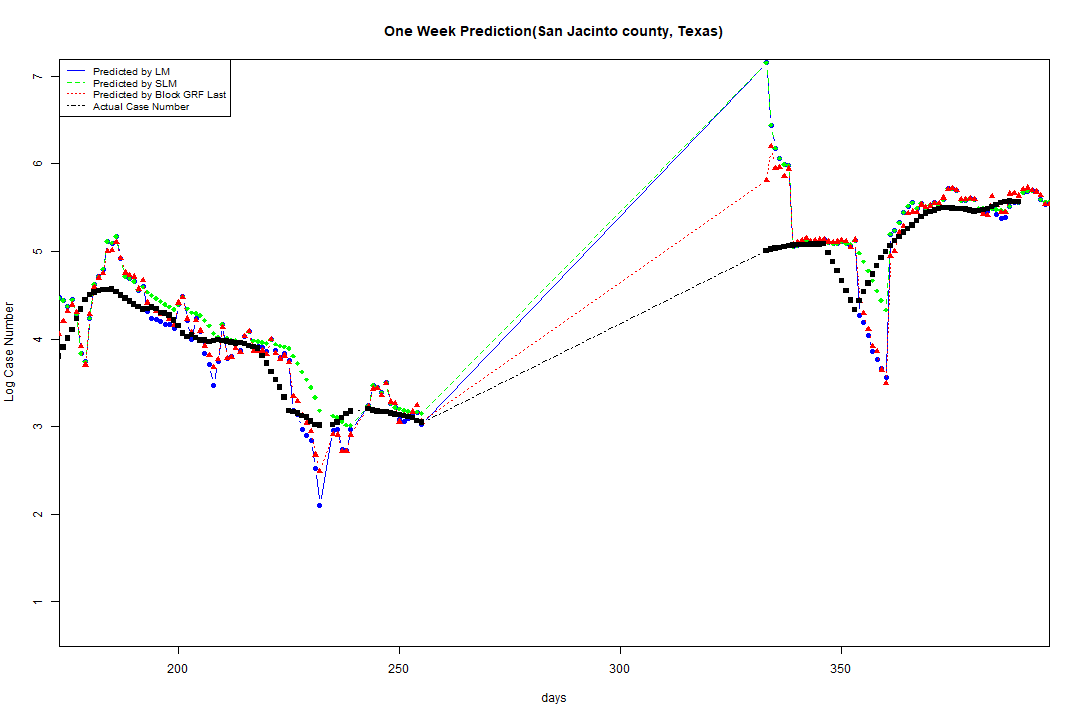 One Week Prediction(San Jacinto county, Texas)
Predicted by LM
Predicted by SLM
Predicted by Block GRF Last
Actual Case Number
7
6
5
4
3
2
1
Log Case Number
200
250
300
350
days